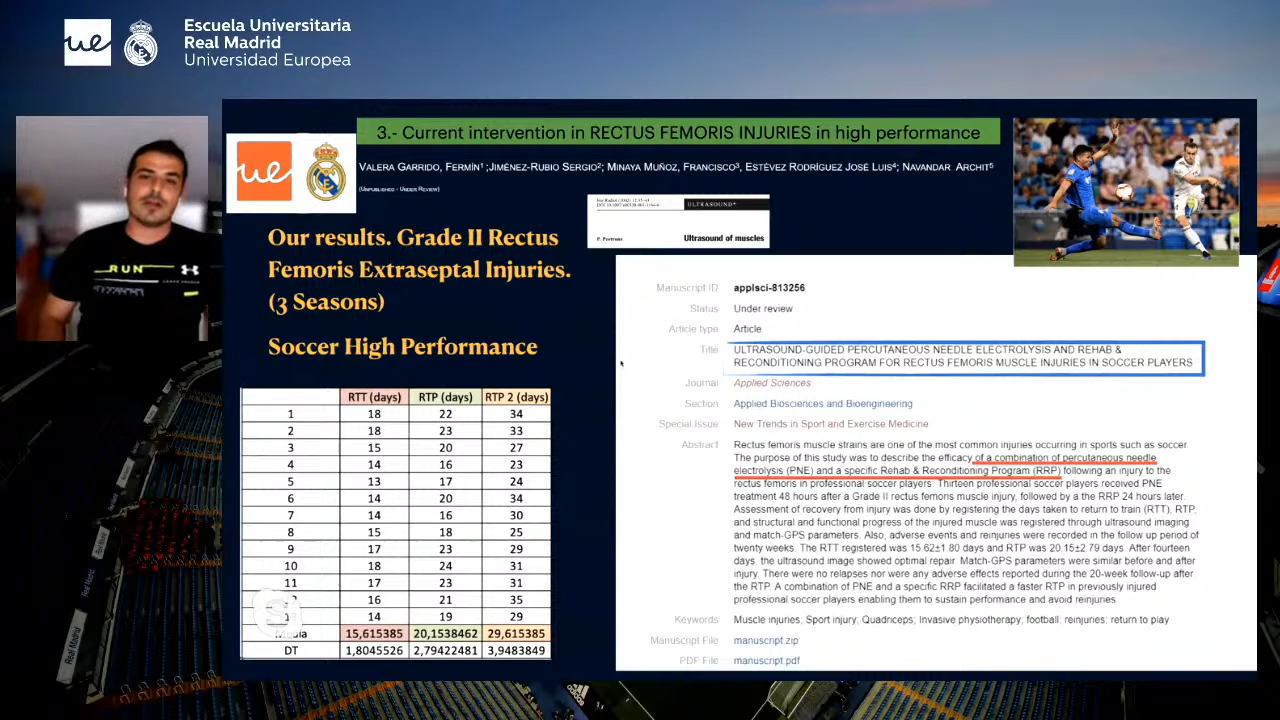 Escuela Universitaria
Real Madrid
Universidad Europea
ue
3.- Current intervention in RECTUS FEMORIS INJURIES in high performance
ue
VALERA GARRIDO, FERMÍN¹ ;JIMÉNEZ-RUBIO SERGIO²; MINAYA MUÑOZ, FRANCISCO³, ESTÉVEZ RODRÍGUEZ JOSÉ LUIS⁴; NAVANDAR ARCHIT⁵
(UNPUBLISHED - UNDER REVIEW)
ULTRASOUND
P. Peetrons
Ultrasound of muscles
RUN
Our results. Grade II Rectus
Femoris Extraseptal Injuries.
(3 Seasons)
Soccer High Performance
RTT (days) RTP (days) RTP 2 (days)
1 18 22 34
2 18 23 33
3 15 20 27
4 14 16 23
5 13 17 24
6 14 20 34
7 14 16 30
8 15 18 25
9 17 23 29
10 18 24 31
11 17 23 31
16 21 35
14 19 29
15,615385 20,1538462 29,615385
DT 1,8045526 2,79422481 3,9483849
Manuscript ID applsci-813256
Status Under review
Article type Article
Title ULTRASOUND-GUIDED PERCUTANEOUS NEEDLE ELECTROLYSIS AND REHAB &
RECONDITIONING PROGRAM FOR RECTUS FEMORIS MUSCLE INJURIES IN SOCCER PLAYERS
Journal Applied Sciences
Section Applied Biosciences and Bioengineering
Special Issue New Trends in Sport and Exercise Medicine
Abstract Rectus femoris muscle strains are one of the most common injuries occurring in sports such as soccer.
The purpose of this study was to describe the efficacy of a combination of percutaneous needle
electrolysis (PNE) and a specific Rehab & Reconditioning Program (RRP) following an injury to the
rectus femoris in professional soccer players. Thirteen professional soccer players received PNE
treatment 48 hours after a Grade II rectus femoris muscle injury, followed by a the RRP 24 hours later.
Assessment of recovery from injury was done by registering the days taken to return to train (RTT), RTP,
and structural and functional progress of the injured muscle was registered through ultrasound imaging
and match-GPS parameters. Also, adverse events and reinjuries were recorded in the follow up period of
twenty weeks. The RTT registered was 15.62±1.80 days and RTP was 20.15±2.79 days. After fourteen
days, the ultrasound image showed optimal repair. Match-GPS parameters were similar before and after
injury. There were no relapses nor were any adverse effects reported during the 20-week follow-up after
the RTP. A combination of PNE and a specific RRP facilitated a faster RTP in previously injured
professional soccer players enabling them to sustain performance and avoid reinjuries
Keywords Muscle injuries; Sport injury; Quadriceps; Invasive physiotherapy; football; reinjuries; return to play
Manuscript File manuscript.zip
PDF File manuscript.pdf
Real Madrid
Real Madrid
adidas